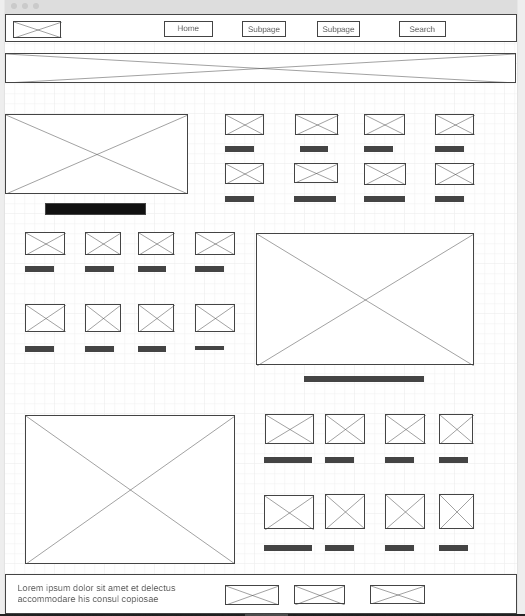 Home
Subpage
Subpage
Search
Lorem ipsum dolor sit amet et delectus
accommodare his consul copiosae